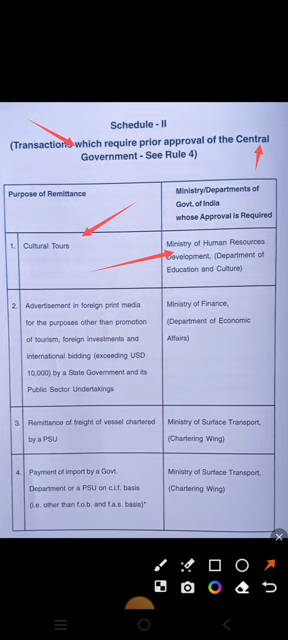 Schedule - II
(Transactions which require prior approval of the Central
Government - See Rule 4)
Purpose of Remittance
Ministry/Departments of
Govt. of India
whose Approval is Required
1. Cultural Tours
Ministry of Human Resources
Development, (Department of
Education and Culture)
2. Advertisement in foreign print media
for the purposes other than promotion
of tourism, foreign investments and
international bidding (exceeding USD
10,000) by a State Government and its
Public Sector Undertakings
Ministry of Finance,
(Department of Economic
Affairs)
3. Remittance of freight of vessel chartered
by a PSU
Ministry of Surface Transport,
(Chartering Wing)
4. Payment of import by a Govt.
Department or a PSU on c.i.f. basis
(i.e. other than f.o.b. and f.a.s. basis)*
Ministry of Surface Transport,
(Chartering Wing)